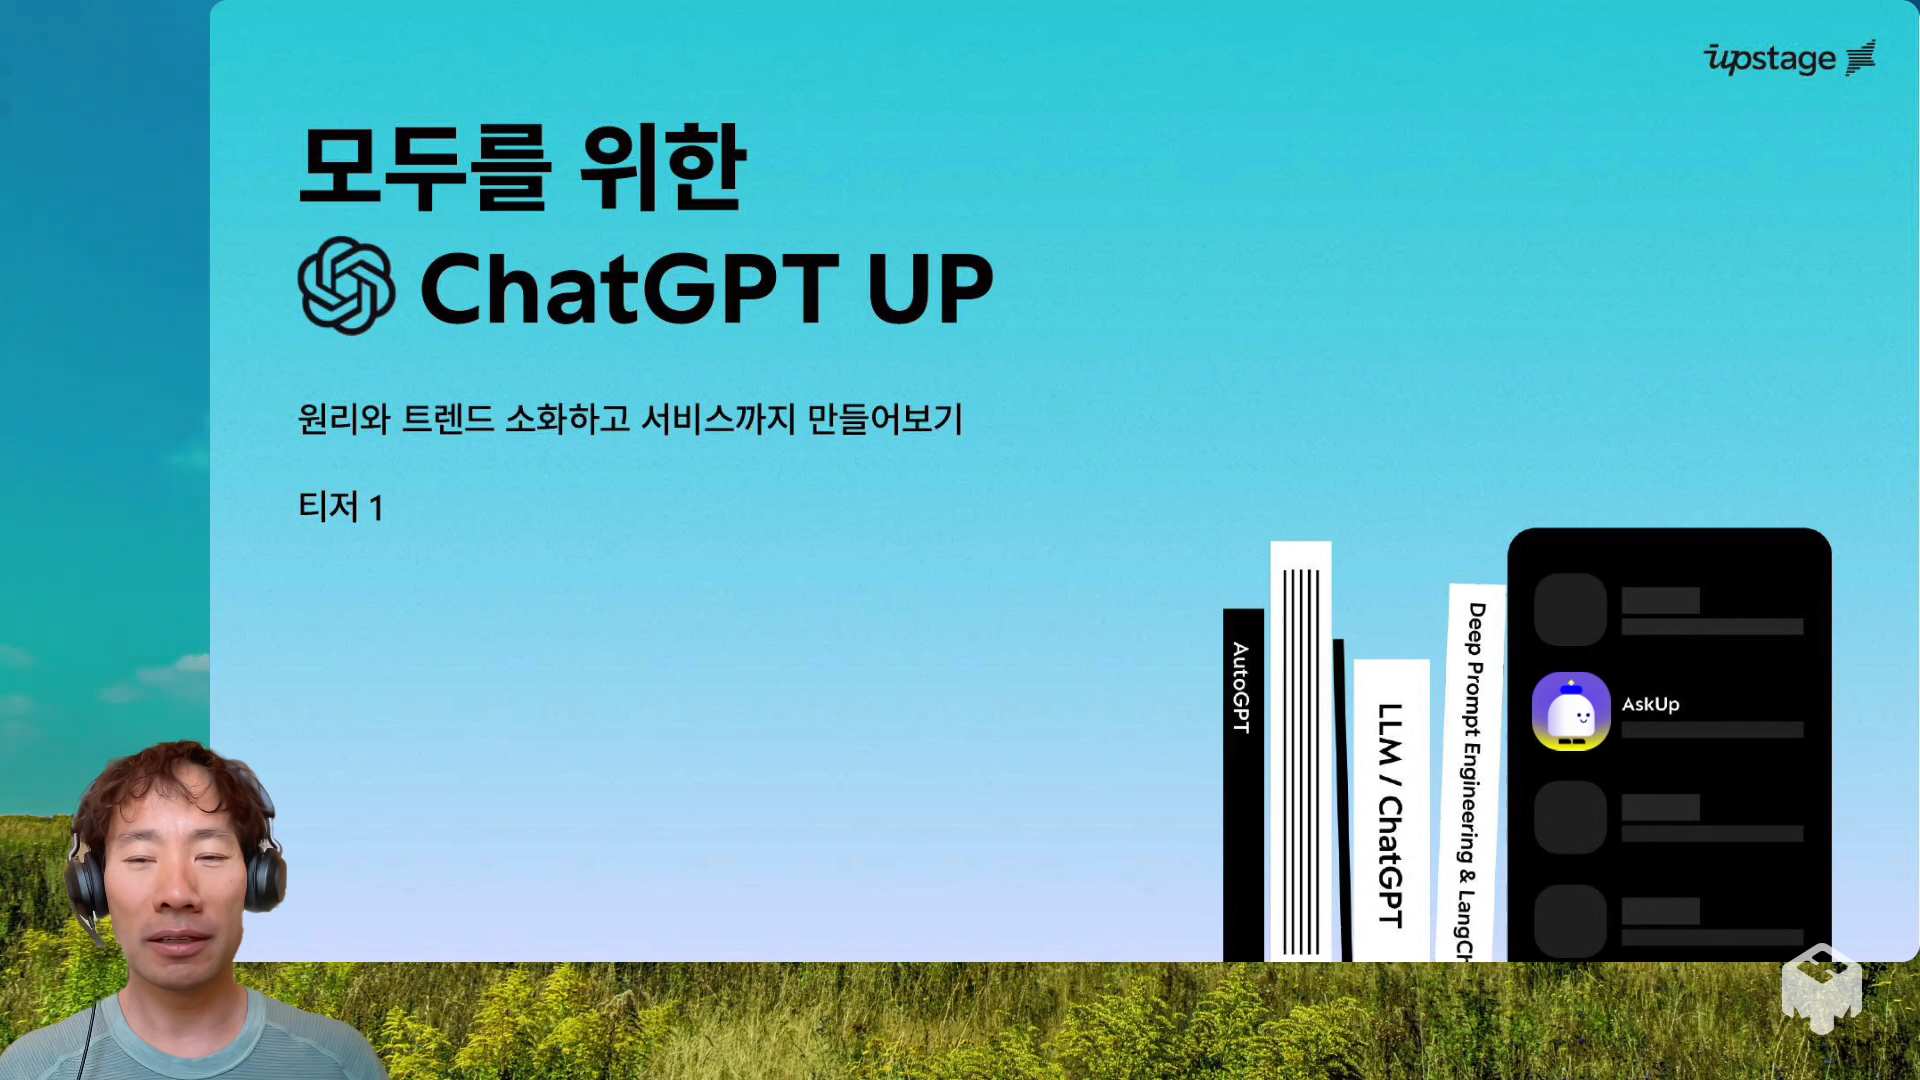 upstage
모두를 위한
ChatGPT UP
원리와 트렌드 소화하고 서비스까지 만들어보기
티저 1
AutoGPT
LLM / ChatGPT
Deep Prompt Engineering & LangCh
AskUp